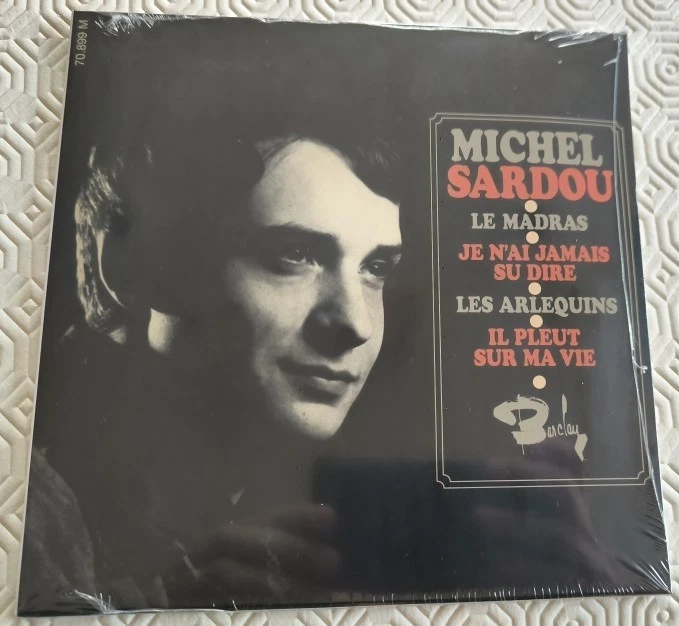 70.899 M
MICHEL
SARDOU
LE MADRAS
JE N'AI JAMAIS
SU DIRE
LES ARLEQUINS
IL PLEUT
SUR MA VIE
Barclay